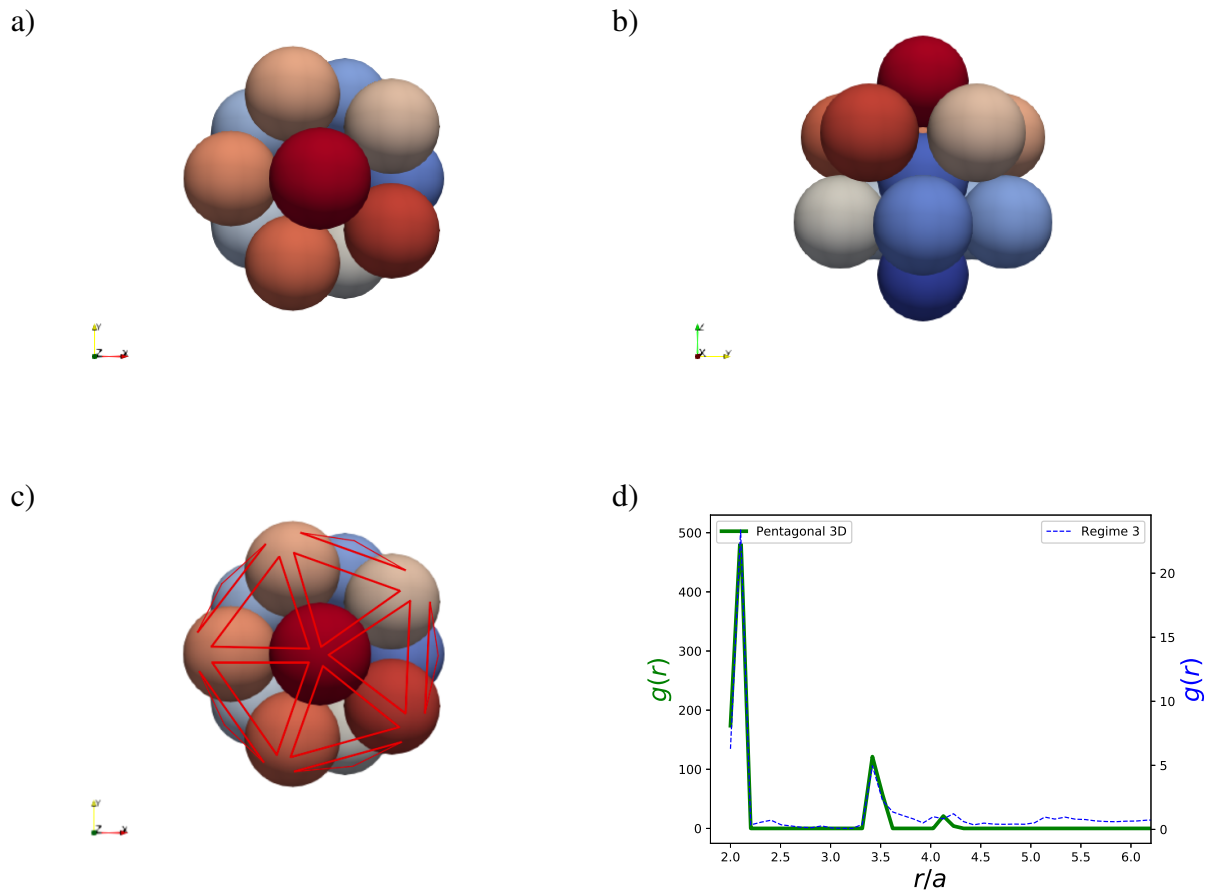 a)
b)
Y
Z
X
Z
X
Y
c)
d)
Y
Z
X
Pentagonal 3D
Regime 3
500
400
300
200
100
0
g(r)
20
15
10
5
0
g(r)
2.0 2.5 3.0 3.5 4.0 4.5 5.0 5.5 6.0
r/a